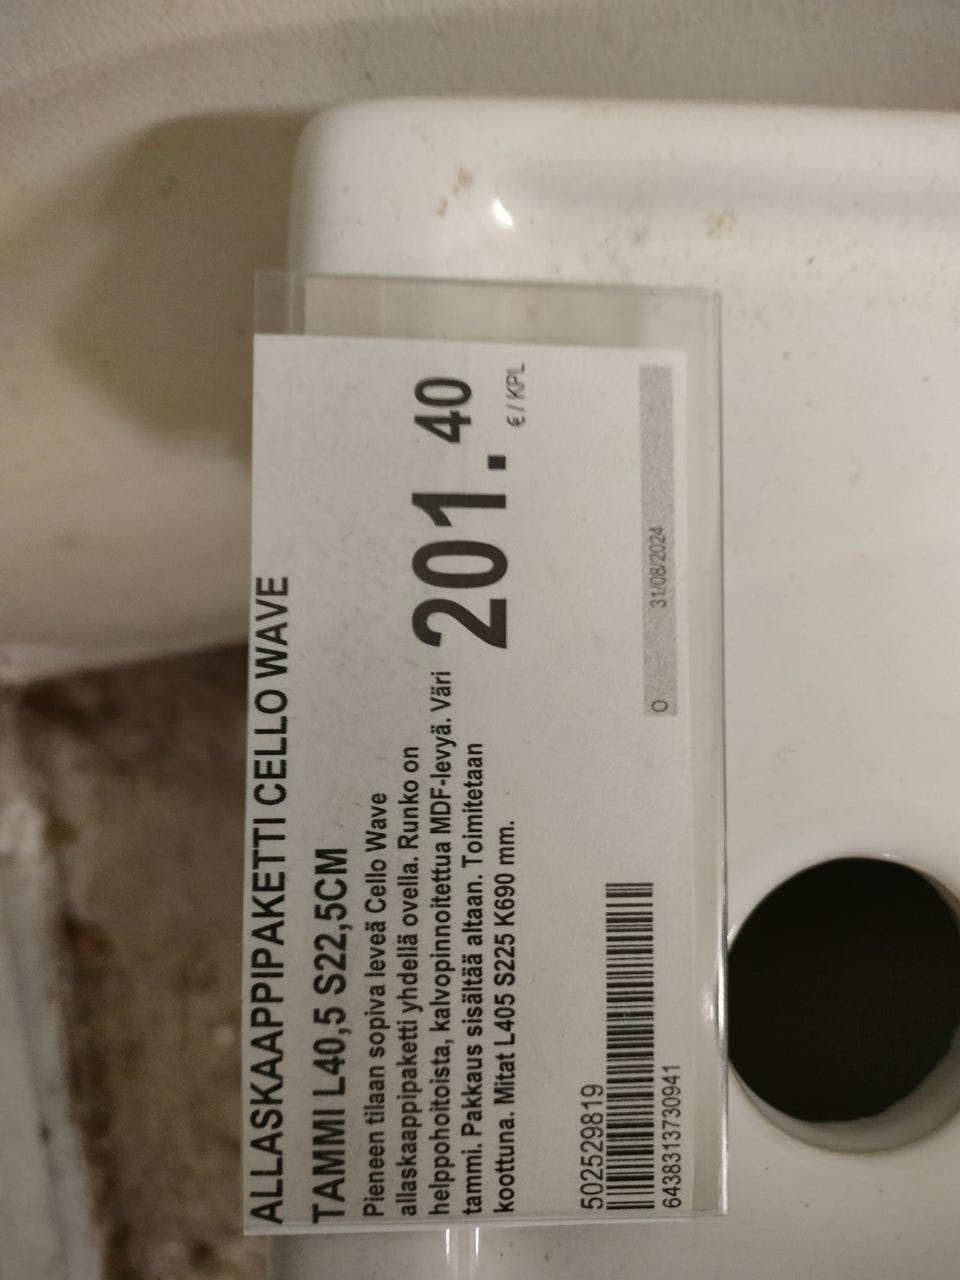 ALLASKAAPPIPAKETTI CELLO WAVE
TAMMI L40,5 S22,5CM
Pieneen tilaan sopiva leveä Cello Wave
allaskaappipaketti yhdellä ovella. Runko on
helppohoitoista, kalvopinnoitettua MDF-levyä. Väri
tammi. Pakkaus sisältää altaan. Toimitetaan
koottuna. Mitat L405 S225 K690 mm.
201.40
€ / KPL
502529819
6438313730941
O 31/08/2024